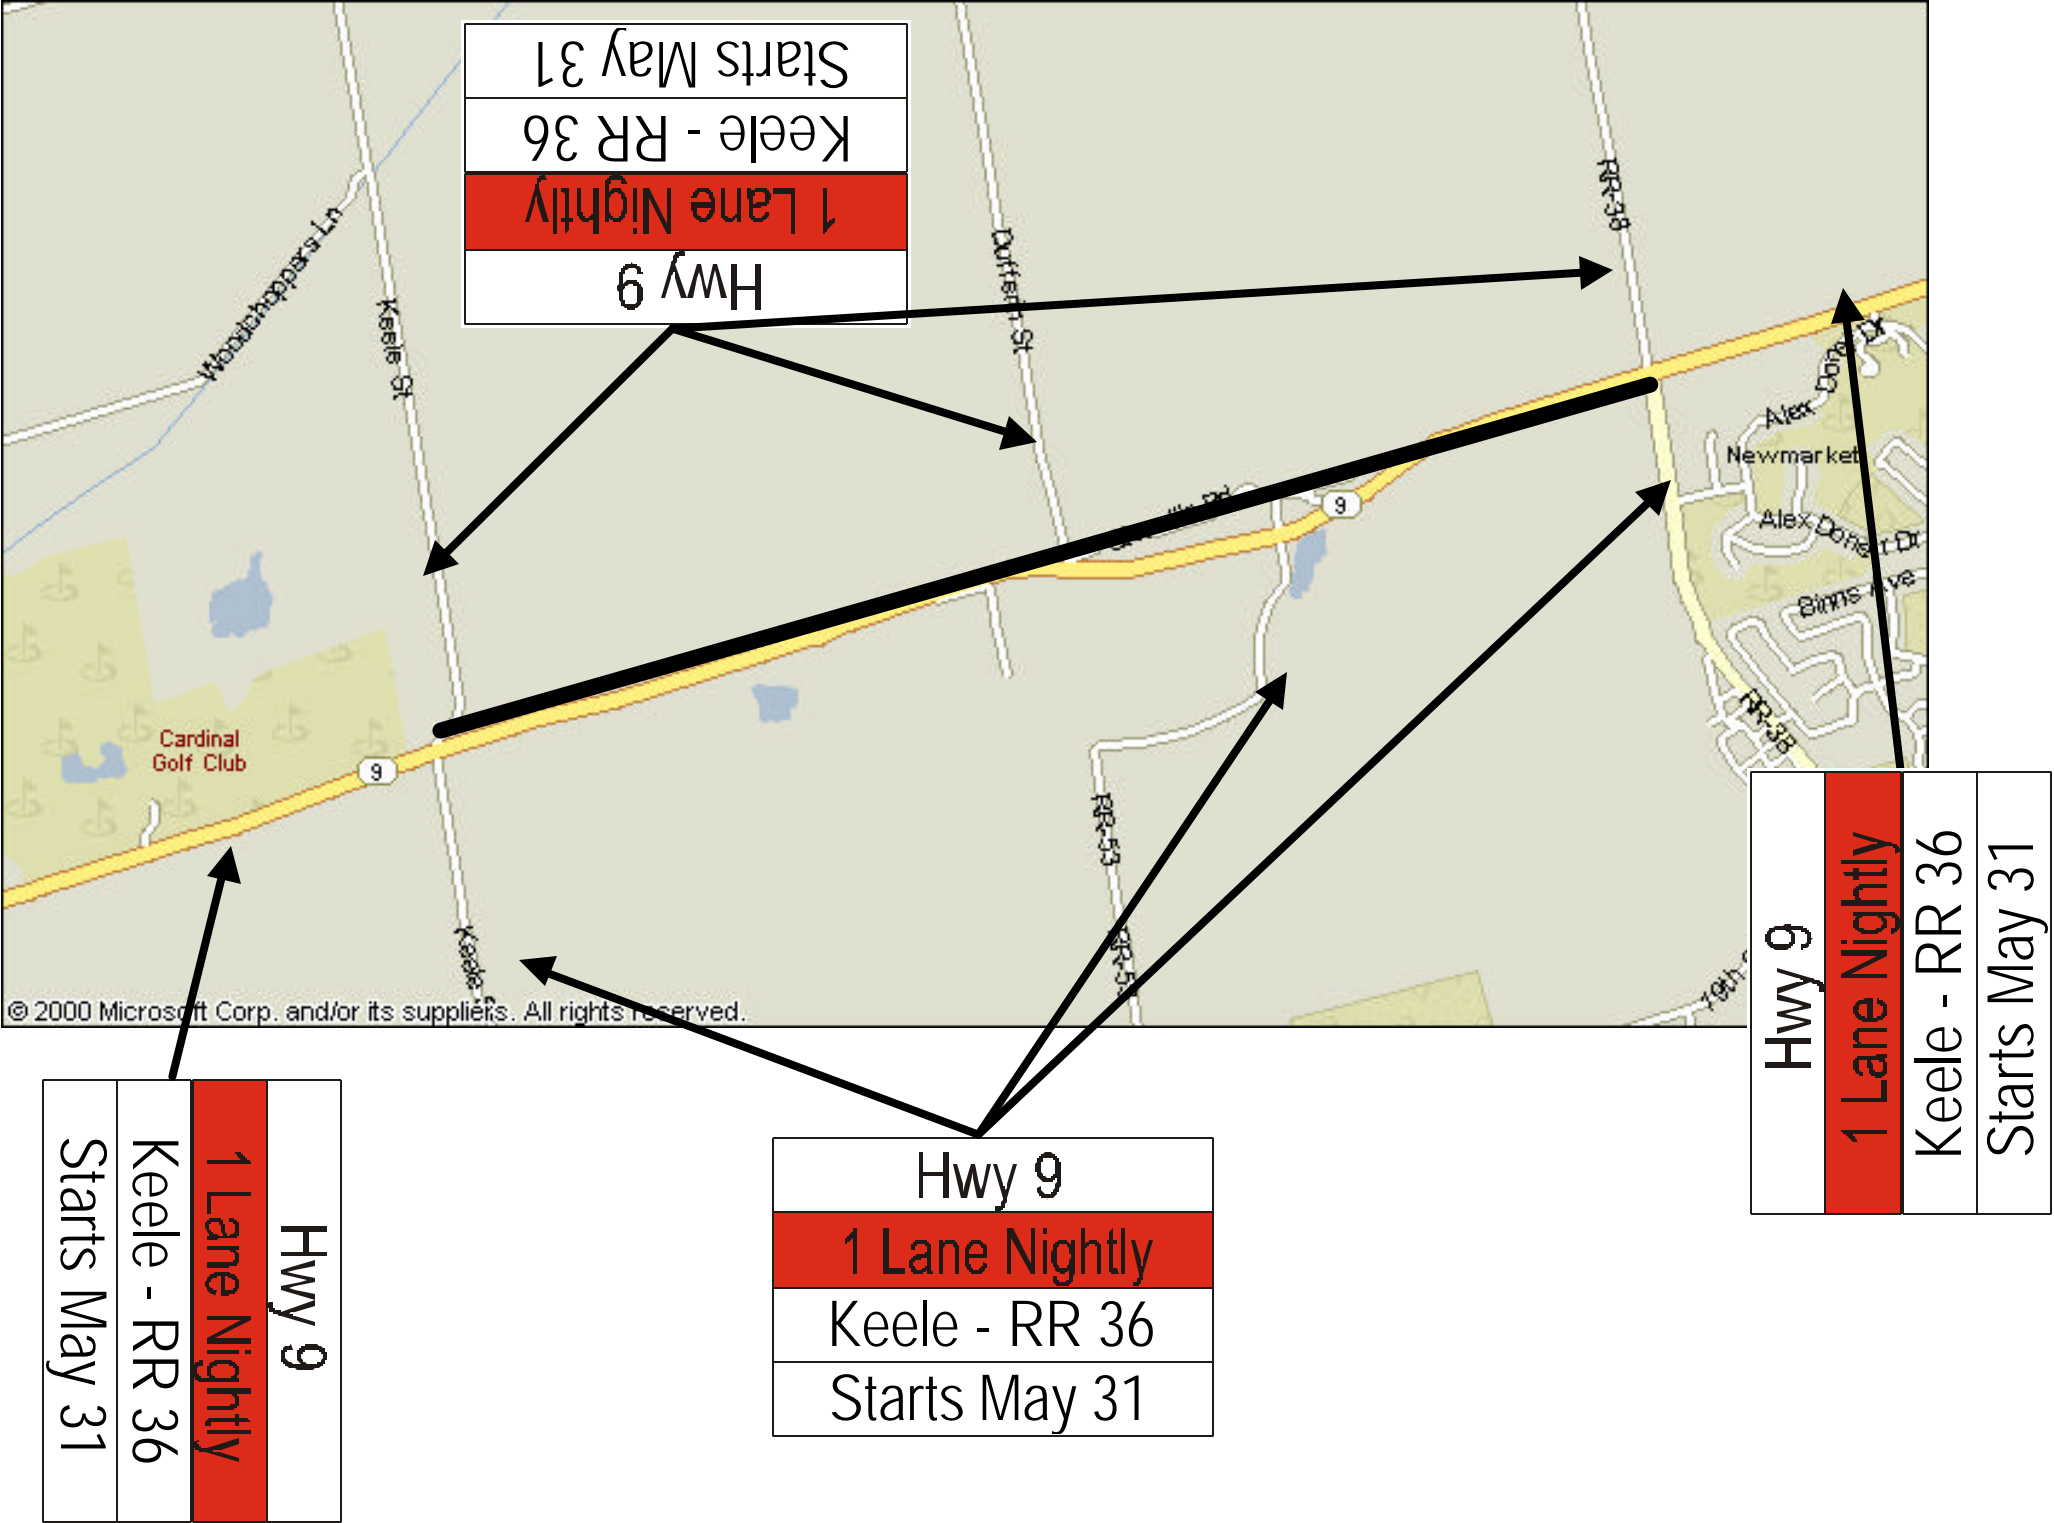 Starts May 31
Keele - RR 36
1 Lane Nightly
Hwy 9
RR-38
Woodchoppers Ln
Keele St
Dufferin St
Alex Doner Dr
Newmarket
9
Alex Doner Dr
Binns Ave
Cardinal
Golf Club
9
RR-38
RR-53
Keele
RR-53
19th
© 2000 Microsoft Corp. and/or its suppliers. All rights reserved.
Hwy 9
1 Lane Nightly
Keele - RR 36
Starts May 31
Hwy 9
1 Lane Nightly
Keele - RR 36
Starts May 31
Hwy 9
1 Lane Nightly
Keele - RR 36
Starts May 31